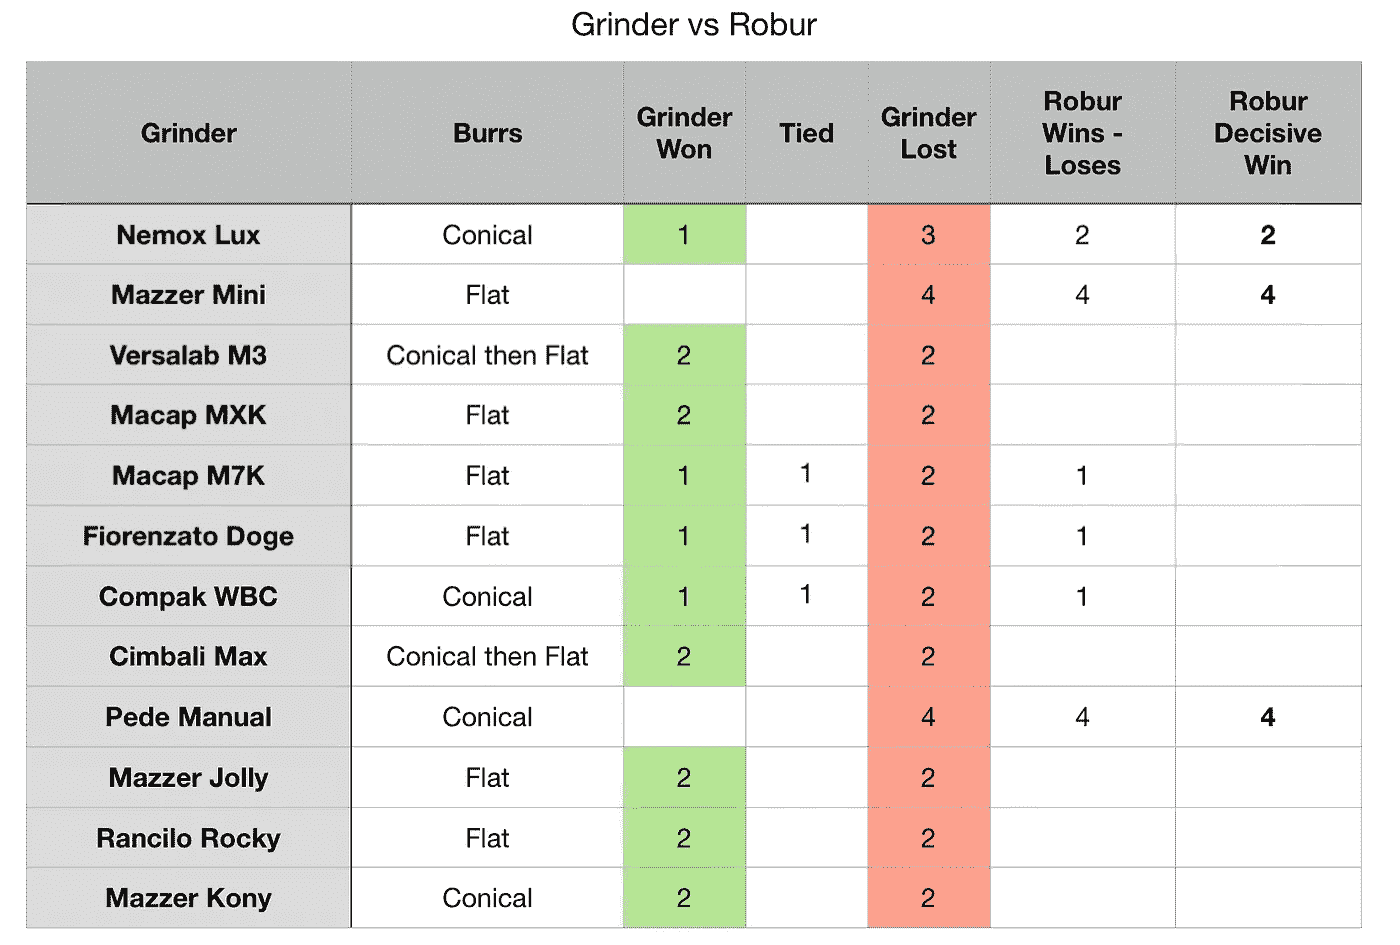 Grinder vs Robur
Grinder Burrs Grinder Won Tied Grinder Lost Robur Wins - Loses Robur Decisive Win
Nemox Lux Conical 1 3 2 2
Mazzer Mini Flat 4 4 4
Versalab M3 Conical then Flat 2 2
Macap MXK Flat 2 2
Macap M7K Flat 1 1 2 1
Fiorenzato Doge Flat 1 1 2 1
Compak WBC Conical 1 1 2 1
Cimbali Max Conical then Flat 2 2
Pede Manual Conical 4 4 4
Mazzer Jolly Flat 2 2
Rancilo Rocky Flat 2 2
Mazzer Kony Conical 2 2